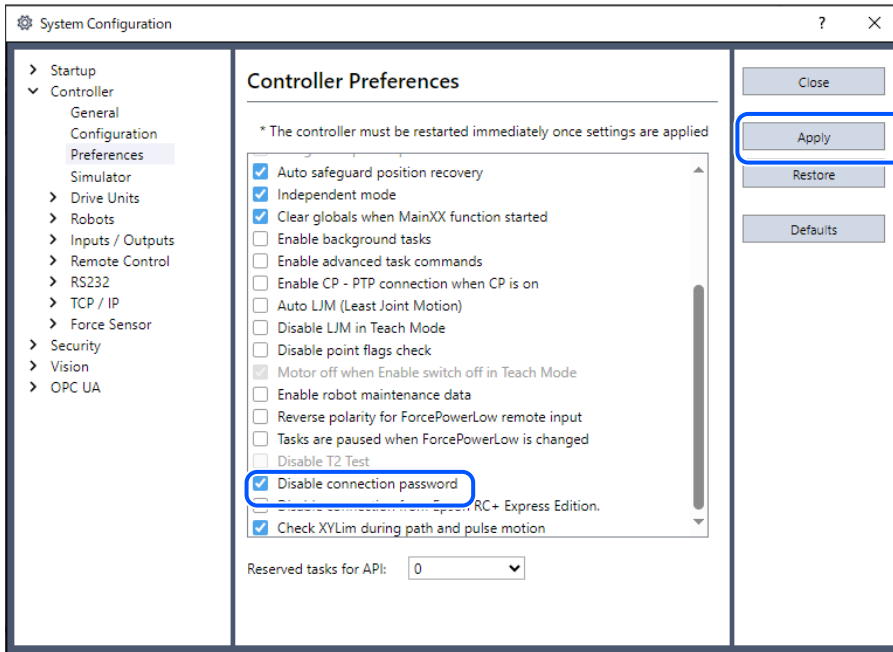 System Configuration
?
Startup
Controller
General
Configuration
Preferences
Simulator
Drive Units
Robots
Inputs / Outputs
Remote Control
RS232
TCP / IP
Force Sensor
Security
Vision
OPC UA
Controller Preferences
* The controller must be restarted immediately once settings are applied
Auto safeguard position recovery
Independent mode
Clear globals when MainXX function started
Enable background tasks
Enable advanced task commands
Enable CP - PTP connection when CP is on
Auto LJM (Least Joint Motion)
Disable LJM in Teach Mode
Disable point flags check
Motor off when Enable switch off in Teach Mode
Enable robot maintenance data
Reverse polarity for ForcePowerLow remote input
Tasks are paused when ForcePowerLow is changed
Disable T2 Test
Disable connection password
Disable connection from Epson RC+ Express Edition.
Check XYLim during path and pulse motion
Reserved tasks for API: 0
Close
Apply
Restore
Defaults